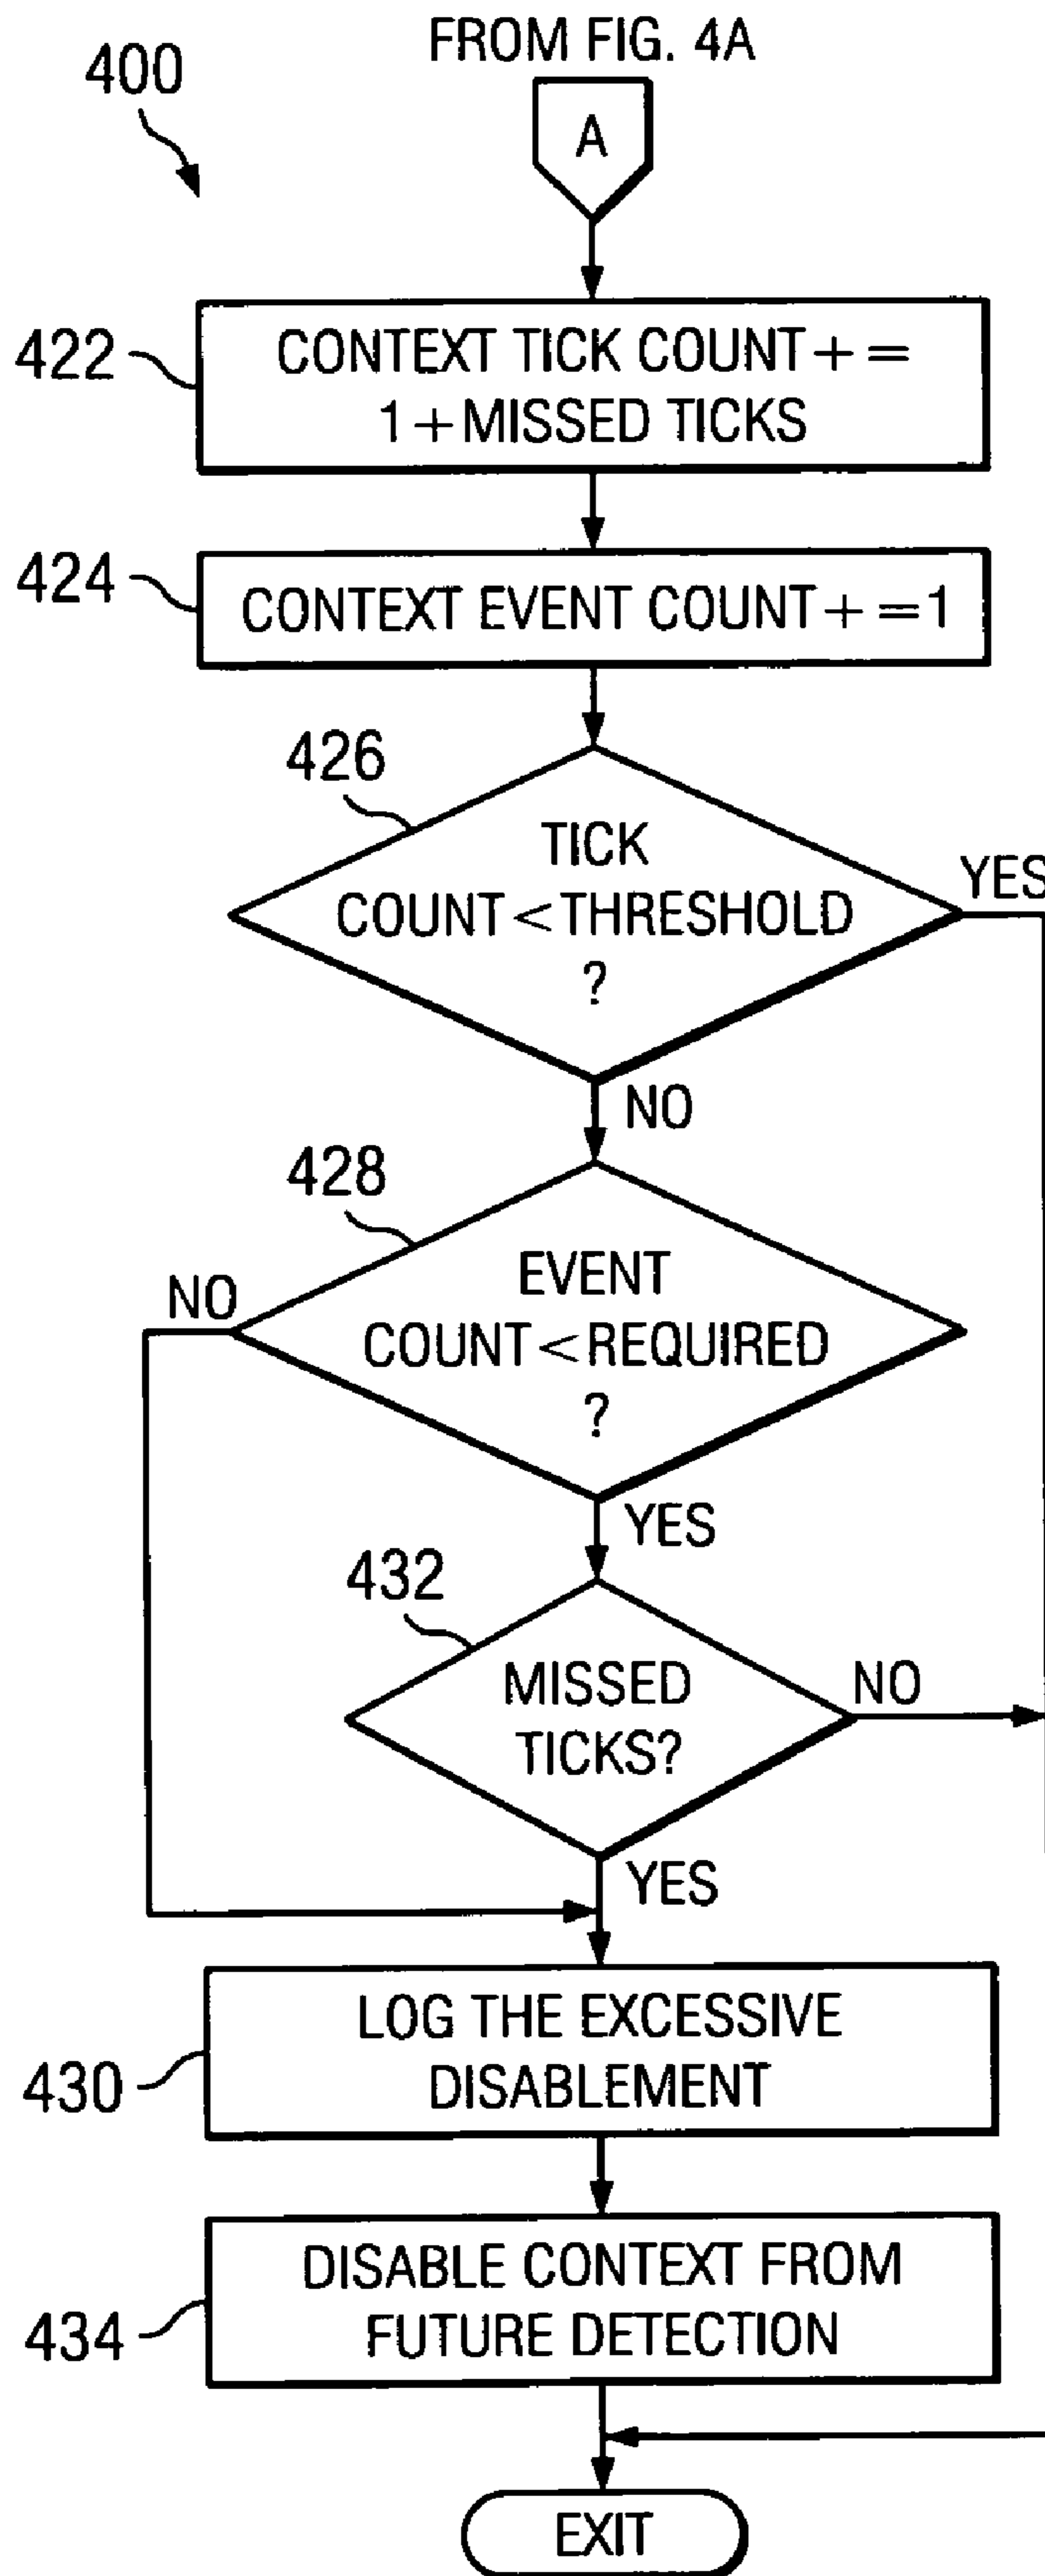 FROM FIG. 4A
400
A
422
CONTEXT TICK COUNT+=
1+MISSED TICKS
424
CONTEXT EVENT COUNT+=1
426
TICK
COUNT<THRESHOLD
?
YES
NO
428
EVENT
COUNT<REQUIRED
?
NO
YES
432
MISSED
TICKS?
NO
YES
LOG THE EXCESSIVE
DISABLEMENT
430
DISABLE CONTEXT FROM
FUTURE DETECTION
434
EXIT